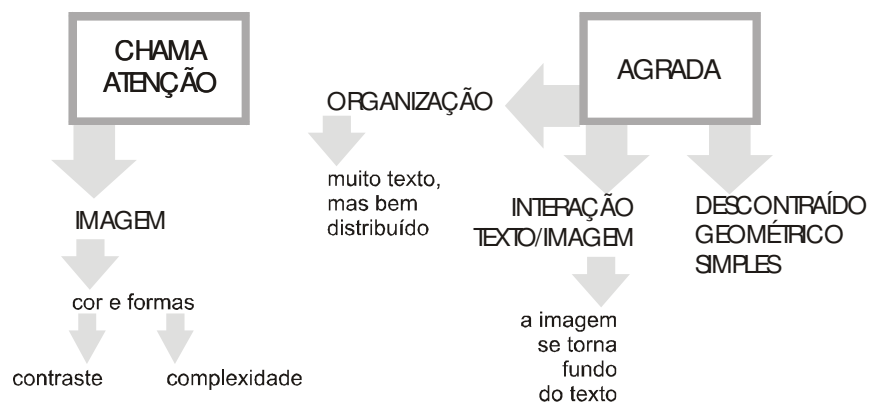 CHAMA
ATENÇÃO
IMAGEM
cor e formas
contraste
complexidade
AGRADA
ORGANIZAÇÃO
muito texto,
mas bem
distribuído
INTERAÇÃO
TEXTO/IMAGEM
a imagem
se torna
fundo
do texto
DESCONTRAÍDO
GEOMÉTRICO
SIMPLES